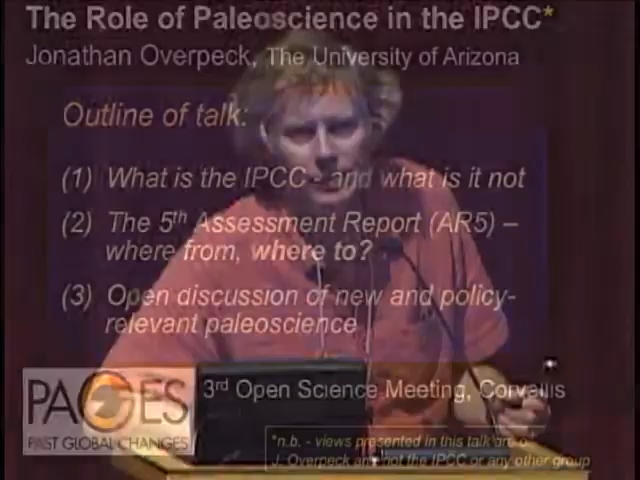 The Role of Paleoscience in the IPCC*
Jonathan Overpeck, The University of Arizona
Outline of talk:
(1) What is the IPCC - and what is it not
(2) The 5th Assessment Report (AR5) –
where from, where to?
(3) Open discussion of new and policy-
relevant paleoscience
PAGES
PAST GLOBAL CHANGES
3rd Open Science Meeting, Corvallis
*n.b. - views presented in this talk are o
J. Overpeck and not the IPCC or any other group